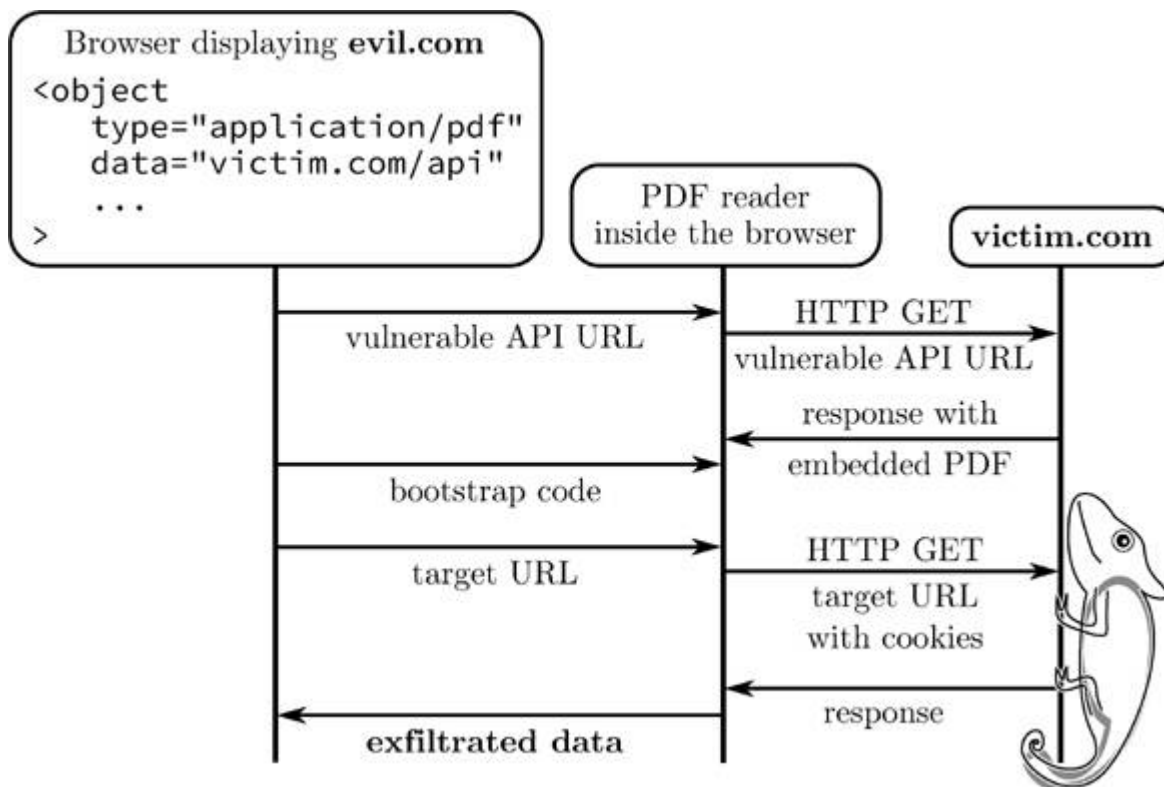 Browser displaying evil.com
<object
type="application/pdf"
data="victim.com/api"
...
>
PDF reader
inside the browser
victim.com
vulnerable API URL
HTTP GET
vulnerable API URL
response with
embedded PDF
bootstrap code
target URL
HTTP GET
target URL
with cookies
response
exfiltrated data